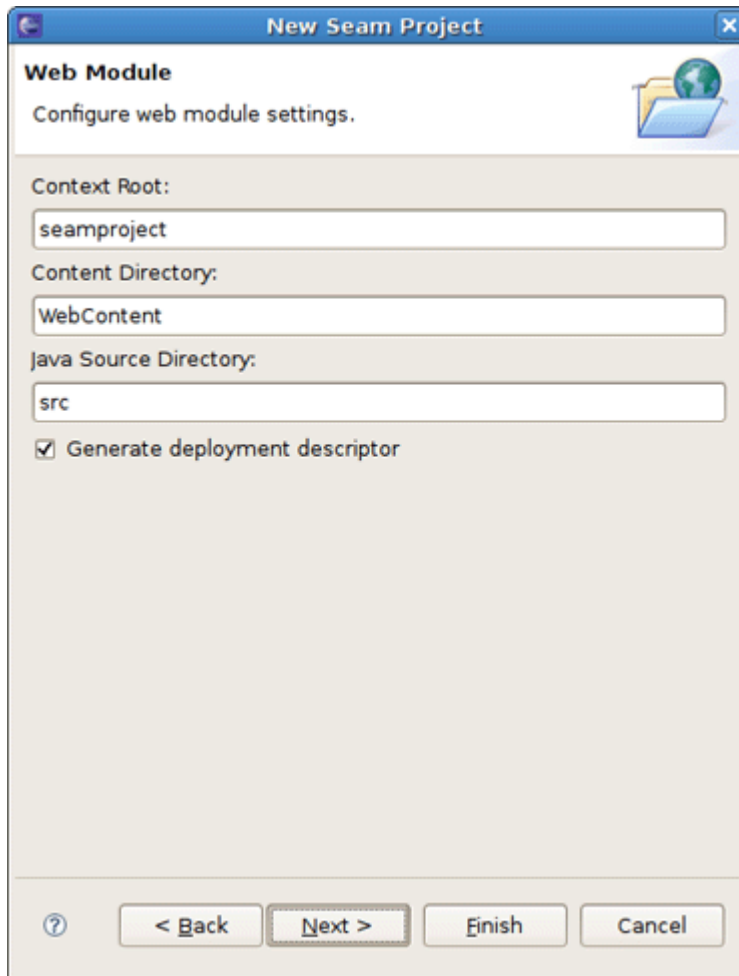 New Seam Project
Web Module
Configure web module settings.
Context Root:
seamproject
Content Directory:
WebContent
Java Source Directory:
src
Generate deployment descriptor
< Back Next > Finish Cancel